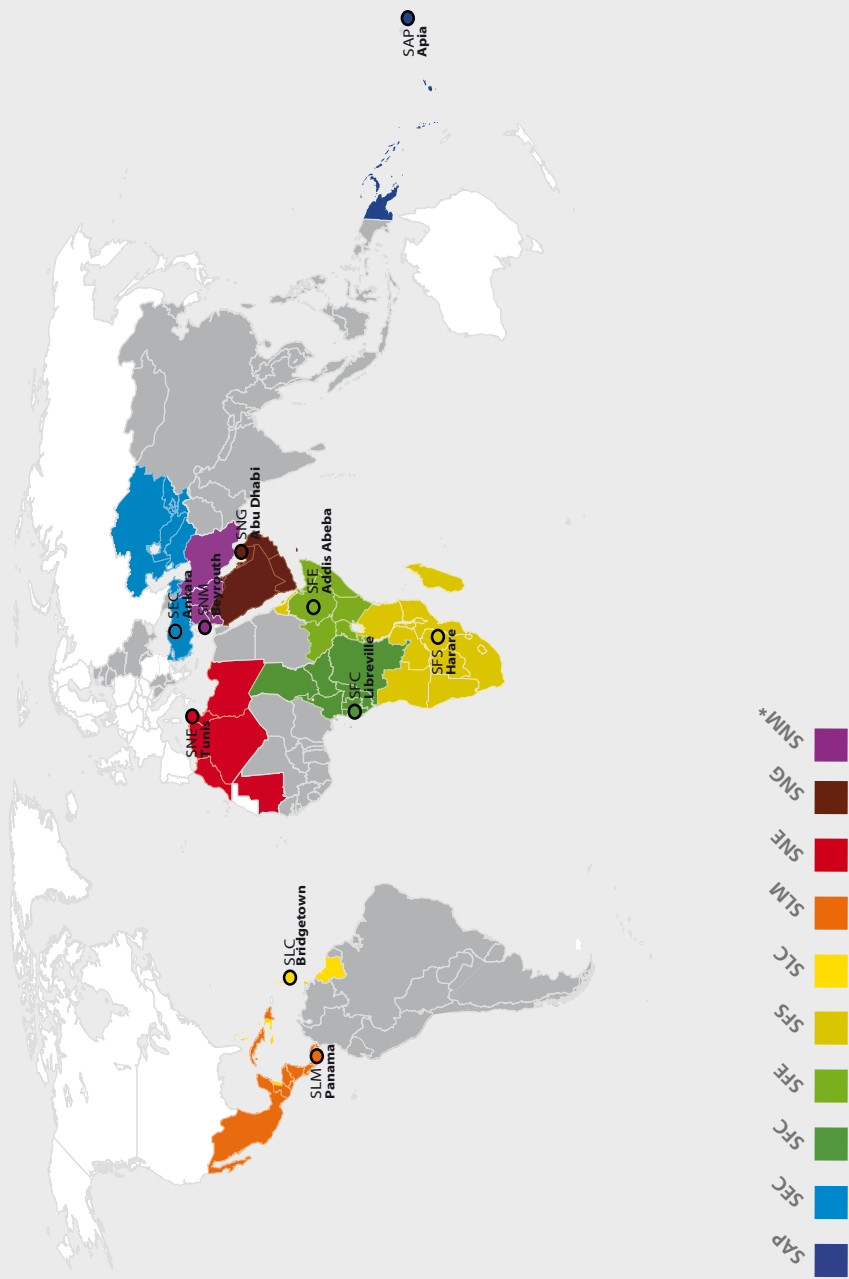 SLM
Panama
SLC
Bridgetown
SNE
Tunis
SFC
Libreville
SEC
Ankara
SNM
Beyrouth
SFS
Harare
SFE
Addis Abeba
SNG
Abu Dhabi
SAP
Apia
SAP
SEC
SFC
SFE
SFS
SLC
SLM
SNE
SNG
SNM*